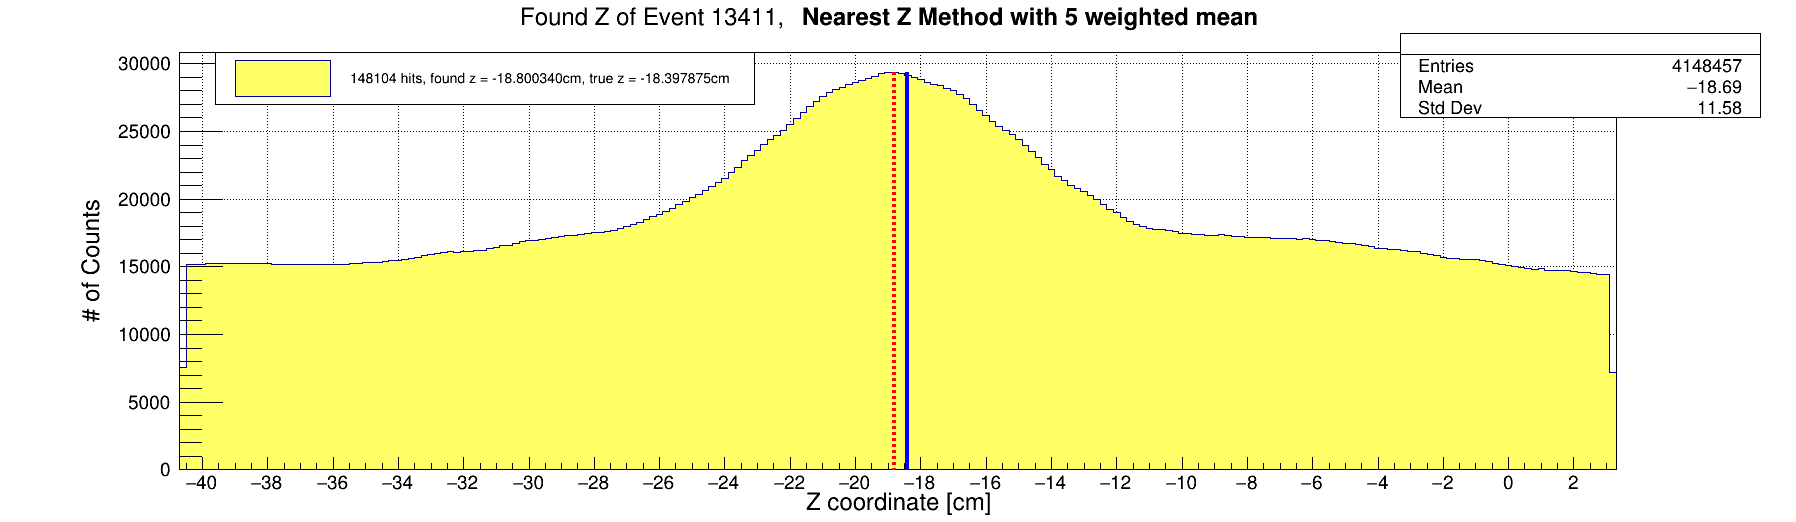 Found Z of Event 13411, Nearest Z Method with 5 weighted mean
148104 hits, found z = -18.800340cm, true z = -18.397875cm
Entries 4148457
Mean −18.69
Std Dev 11.58
30000
25000
20000
15000
10000
5000
0
# of Counts
−40 −38 −36 −34 −32 −30 −28 −26 −24 −22 −20 −18 −16 −14 −12 −10 −8 −6 −4 −2 0 2
Z coordinate [cm]